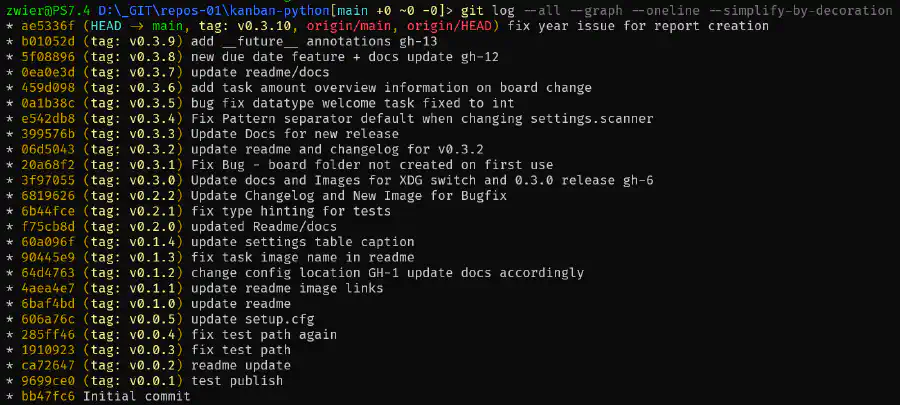 zwier@PS7.4 D:\_GIT\repos-01\kanban-python[main +0 ~0 -0]> git log --all --graph --oneline --simplify-by-decoration
* ae5336f (HEAD -> main, tag: v0.3.10, origin/main, origin/HEAD) fix year issue for report creation
* b01052d (tag: v0.3.9) add __future__ annotations gh-13
* 5f08896 (tag: v0.3.8) new due date feature + docs update gh-12
* 0ea0e3d (tag: v0.3.7) update readme/docs
* 459d098 (tag: v0.3.6) add task amount overview information on board change
* 0a1b38c (tag: v0.3.5) bug fix datatype welcome task fixed to int
* e542db8 (tag: v0.3.4) Fix Pattern separator default when changing settings.scanner
* 399576b (tag: v0.3.3) Update Docs for new release
* 06d5043 (tag: v0.3.2) update readme and changelog for v0.3.2
* 20a68f2 (tag: v0.3.1) Fix Bug - board folder not created on first use
* 3f97055 (tag: v0.3.0) Update docs and Images for XDG switch and 0.3.0 release gh-6
* 6819626 (tag: v0.2.2) Update Changelog and New Image for Bugfix
* 6b44fce (tag: v0.2.1) fix type hinting for tests
* f75cb8d (tag: v0.2.0) updated Readme/docs
* 60a096f (tag: v0.1.4) update settings table caption
* 90445e9 (tag: v0.1.3) fix task image name in readme
* 64d4763 (tag: v0.1.2) change config location GH-1 update docs accordingly
* 4aea4e7 (tag: v0.1.1) update readme image links
* 6baf4bd (tag: v0.1.0) update readme
* 606a76c (tag: v0.0.5) update setup.cfg
* 285ff46 (tag: v0.0.4) fix test path again
* 1910923 (tag: v0.0.3) fix test path
* ca72647 (tag: v0.0.2) readme update
* 9699ce0 (tag: v0.0.1) test publish
* bb47fc6 Initial commit